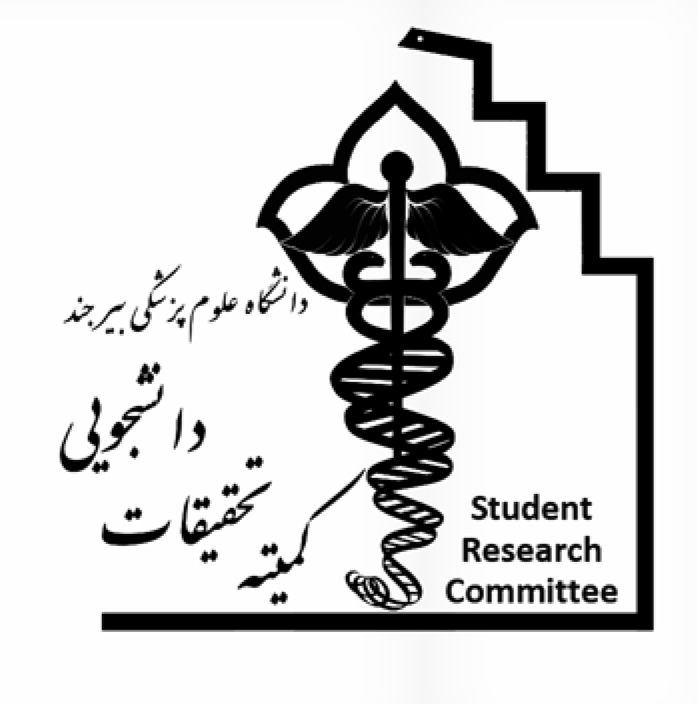 دانشگاه علوم پزشکی بیرجند
کمیته
تحقیقات
دانشجویی
Student
Research
Committee